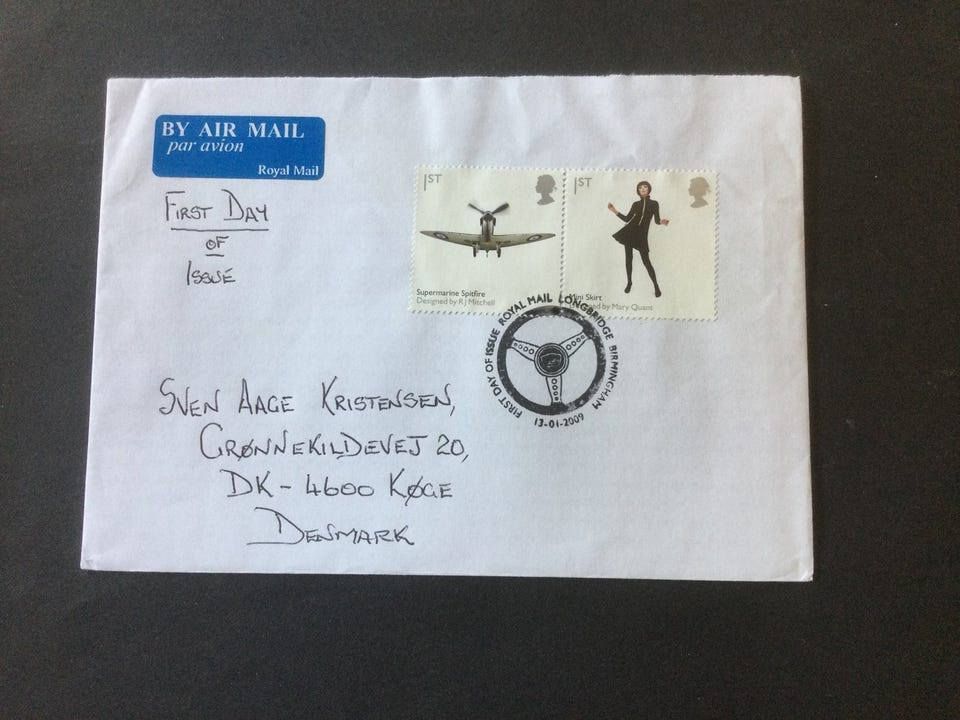 BY AIR MAIL
par avion
Royal Mail
FIRST DAY
OF
ISSUE
1ST
Supermarine Spitfire
Designed by RJ Mitchell
1ST
Mini Skirt
Designed by Mary Quant
FIRST DAY OF ISSUE ROYAL MAIL LONGBRIDGE BIRMINGHAM
13-01-2009
SVEN AAGE KRISTENSEN,
GRØNNEKILDEVEJ 20,
DK - 4600 KØGE
DENMARK